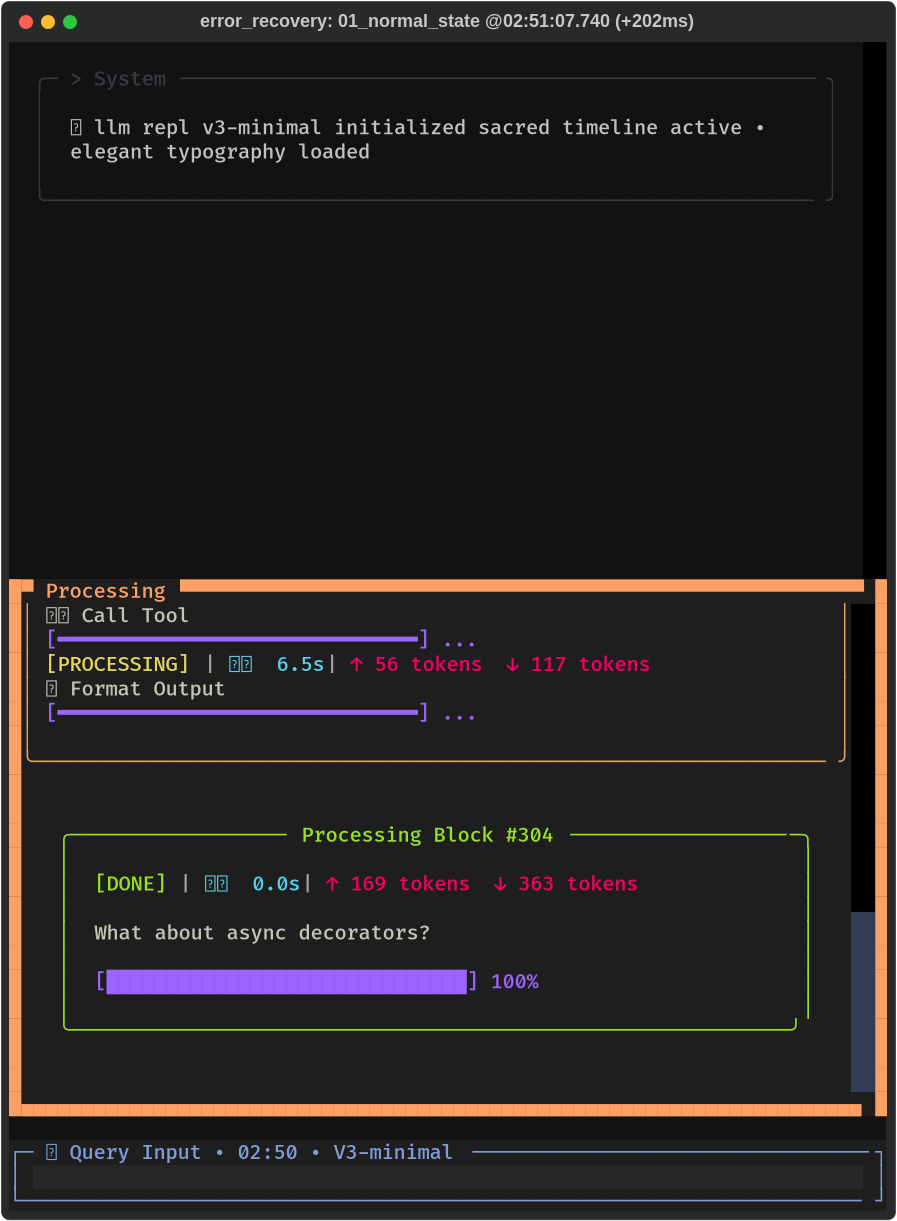 error_recovery: 01_normal_state @02:51:07.740 (+202ms)
> System
llm repl v3-minimal initialized sacred timeline active •
elegant typography loaded
Processing
Call Tool
[━━━━━━━━━━━━━━━━━━━━━━━━━━━━━━] ...
[PROCESSING] | 6.5s| ↑ 56 tokens ↓ 117 tokens
Format Output
[━━━━━━━━━━━━━━━━━━━━━━━━━━━━━━] ...
Processing Block #304
[DONE] | 0.0s| ↑ 169 tokens ↓ 363 tokens
What about async decorators?
[██████████████████████████████] 100%
Query Input • 02:50 • V3-minimal